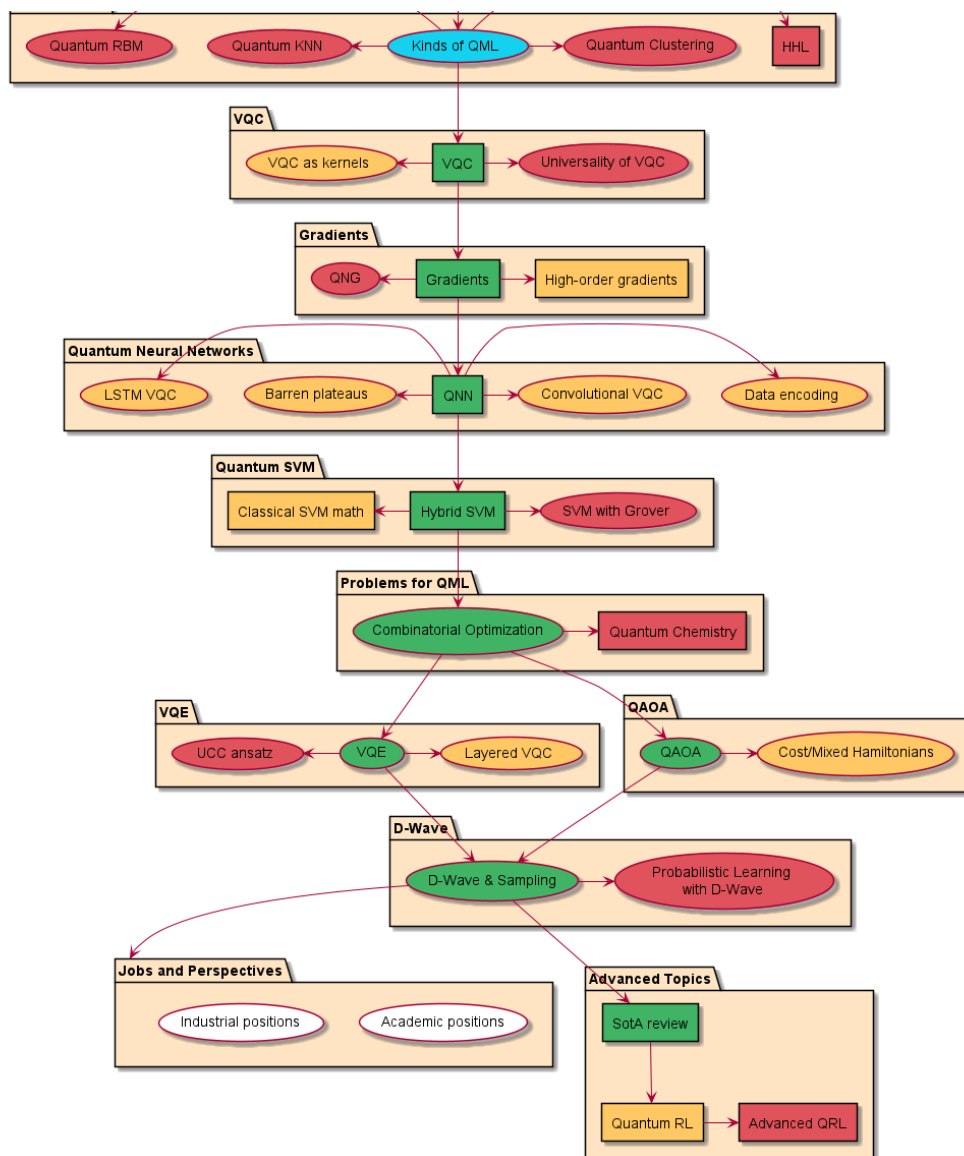 Quantum RBM
Quantum KNN
Kinds of QML
Quantum Clustering
HHL
VQC
VQC as kernels
VQC
Universality of VQC
Gradients
QNG
Gradients
High-order gradients
Quantum Neural Networks
LSTM VQC
Barren plateaus
QNN
Convolutional VQC
Data encoding
Quantum SVM
Classical SVM math
Hybrid SVM
SVM with Grover
Problems for QML
Combinatorial Optimization
Quantum Chemistry
VQE
UCC ansatz
VQE
Layered VQC
QAOA
QAOA
Cost/Mixed Hamiltonians
D-Wave
D-Wave & Sampling
Probabilistic Learning
with D-Wave
Jobs and Perspectives
Industrial positions
Academic positions
Advanced Topics
SotA review
Quantum RL
Advanced QRL